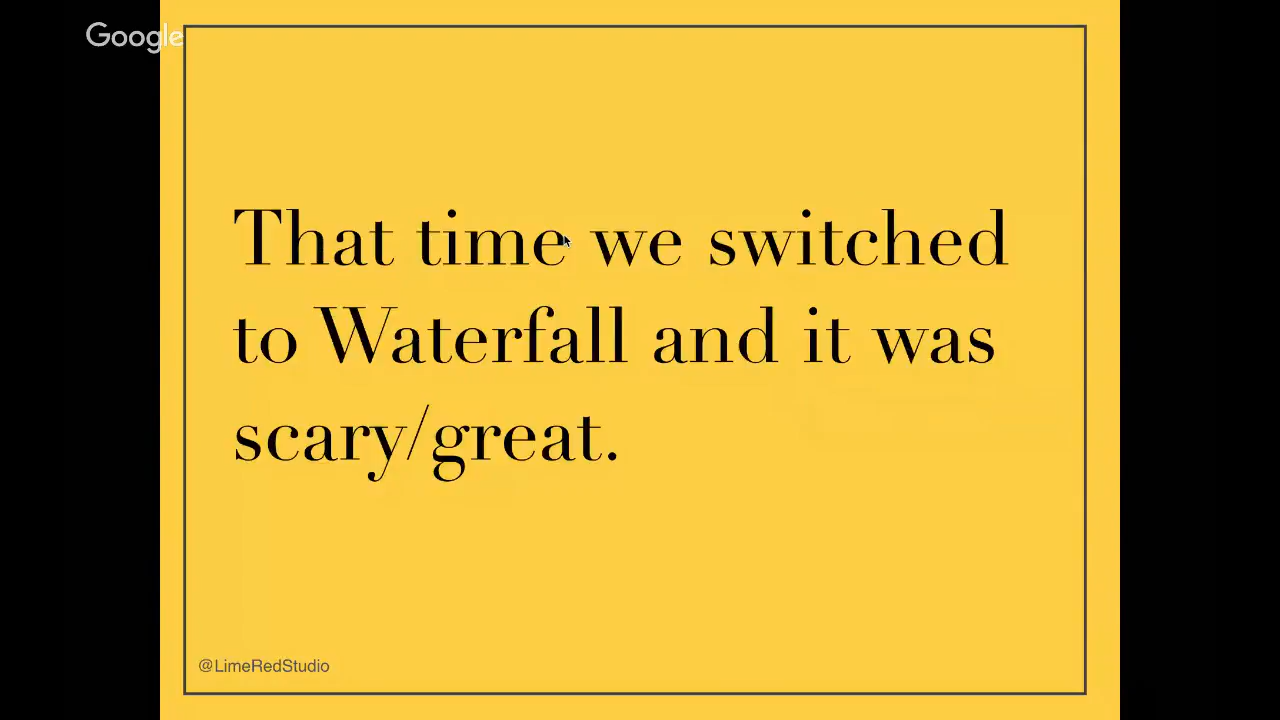 Google
That time we switched
to Waterfall and it was
scary/great.
@LimeRedStudio